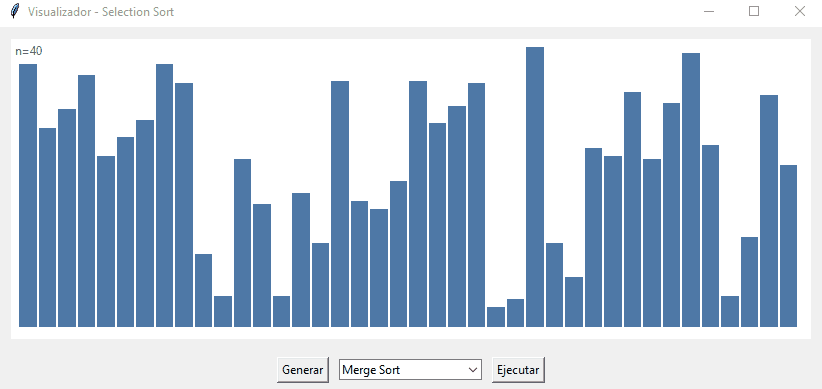 Visualizador - Selection Sort
n=40
Generar
Merge Sort
Ejecutar